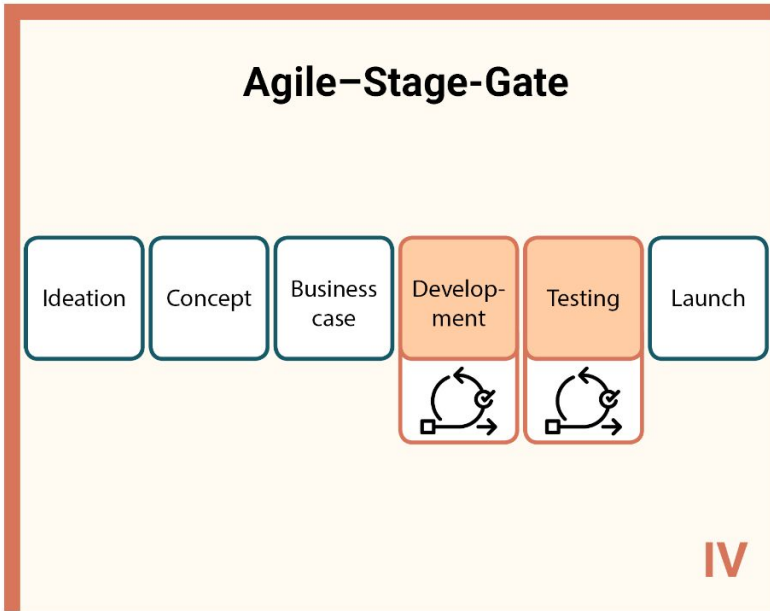 Agile–Stage-Gate
Ideation
Concept
Business
case
Develop-
ment
Testing
Launch
IV